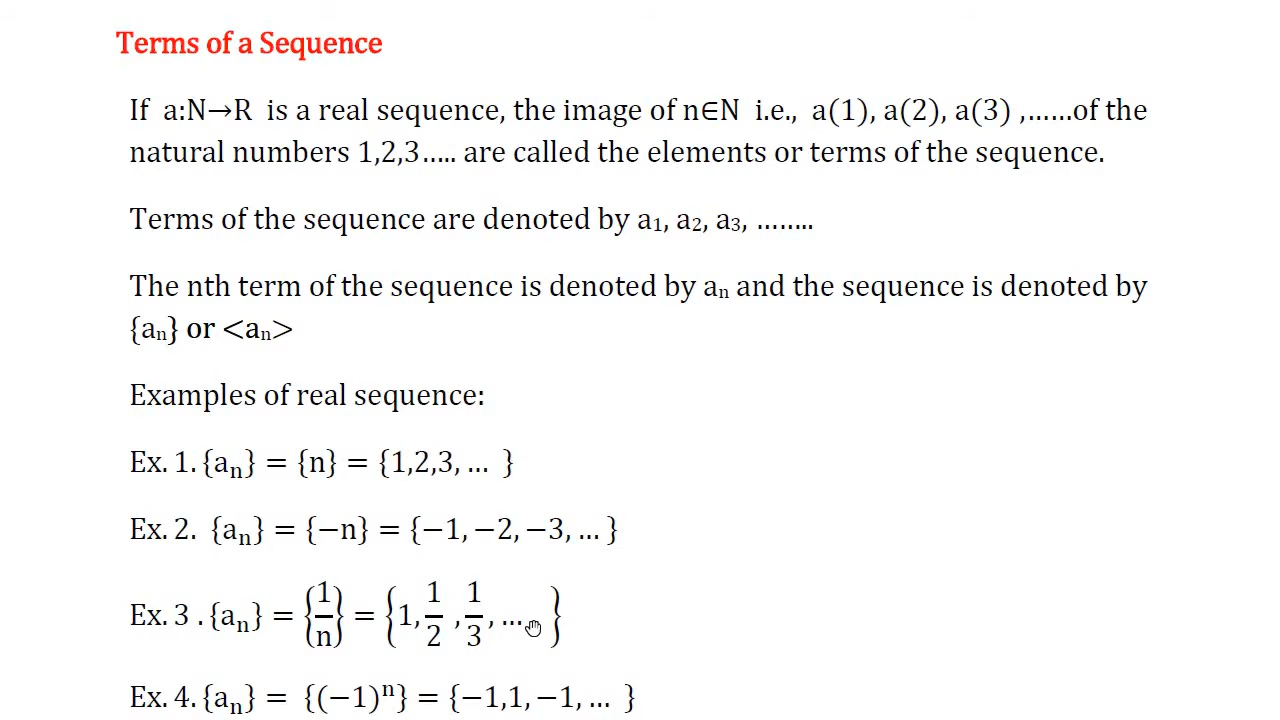 Terms of a Sequence
If a:N→R is a real sequence, the image of n∈N i.e., a(1), a(2), a(3) ,……of the
natural numbers 1,2,3….. are called the elements or terms of the sequence.
Terms of the sequence are denoted by a₁, a₂, a₃, ……..
The nth term of the sequence is denoted by aₙ and the sequence is denoted by
{aₙ} or <aₙ>
Examples of real sequence:
Ex. 1. {aₙ} = {n} = {1,2,3, … }
Ex. 2. {aₙ} = {−n} = {−1, −2, −3, … }
Ex. 3 . {aₙ} = {1/n} = {1, 1/2 , 1/3, … }
Ex. 4. {aₙ} = {(−1)ⁿ} = {−1,1, −1, … }